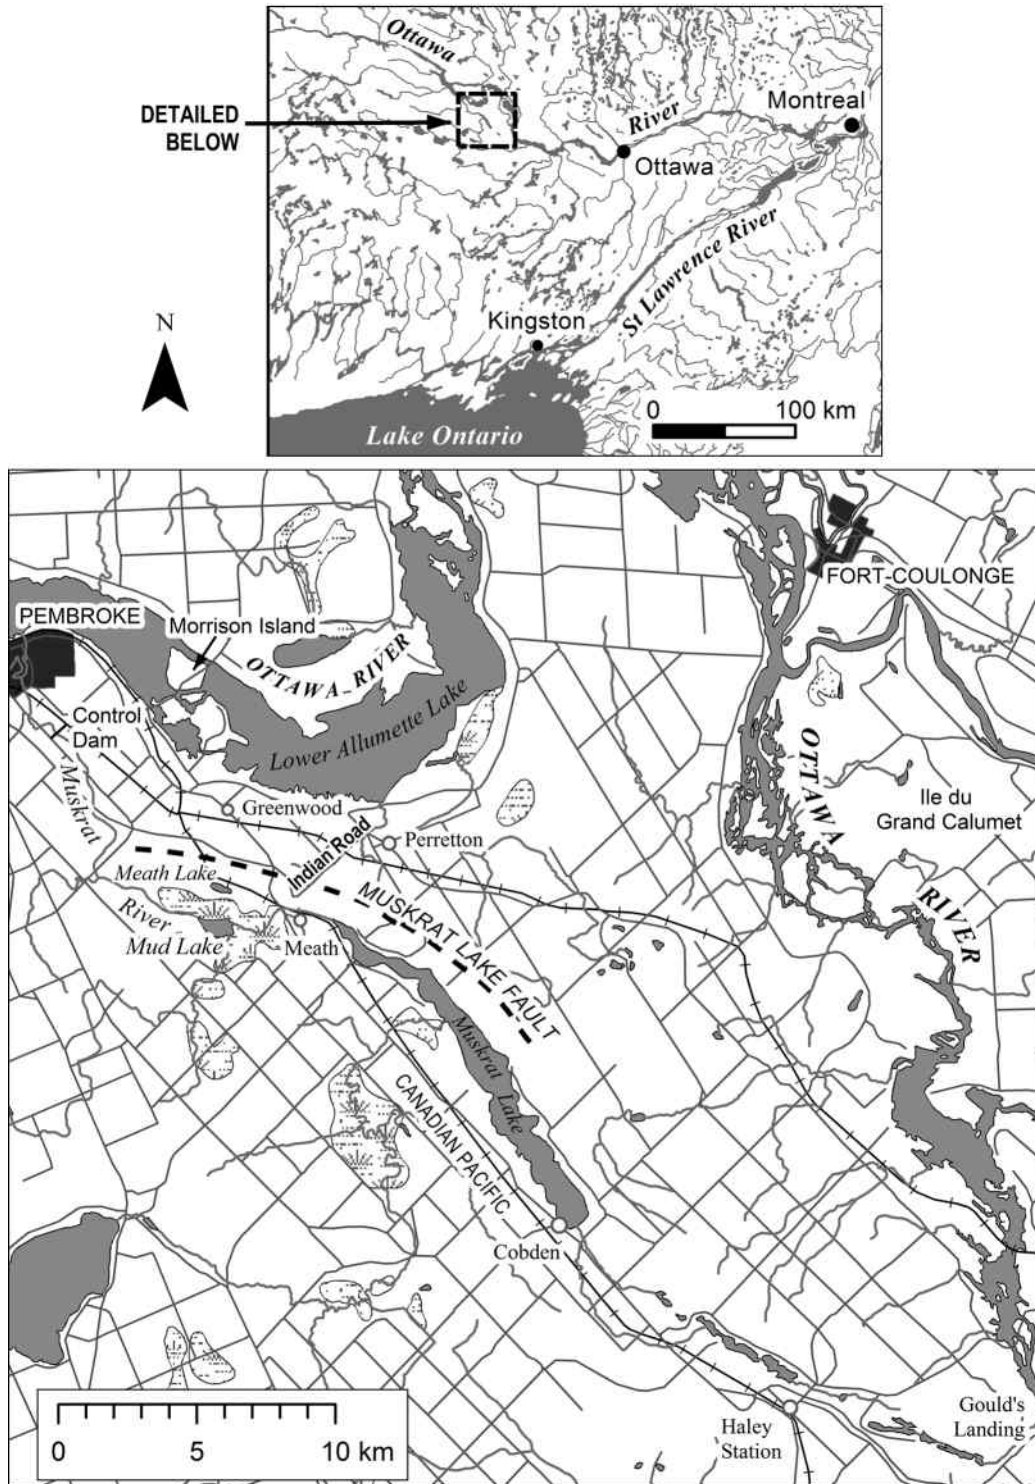 Ottawa
River
DETAILED
BELOW
Montreal
Ottawa
St Lawrence River
N
Kingston
0 100 km
Lake Ontario
FORT-COULONGE
PEMBROKE
Morrison Island
OTTAWA RIVER
Control
Dam
Lower Allumette Lake
OTTAWA
RIVER
Muskrat
River
Greenwood
Ile du
Grand Calumet
Indian Road
Perretton
Meath Lake
MUSKRAT LAKE FAULT
Mud Lake
Meath
Muskrat Lake
CANADIAN PACIFIC
Cobden
Gould's
Landing
Haley
Station
0 5 10 km